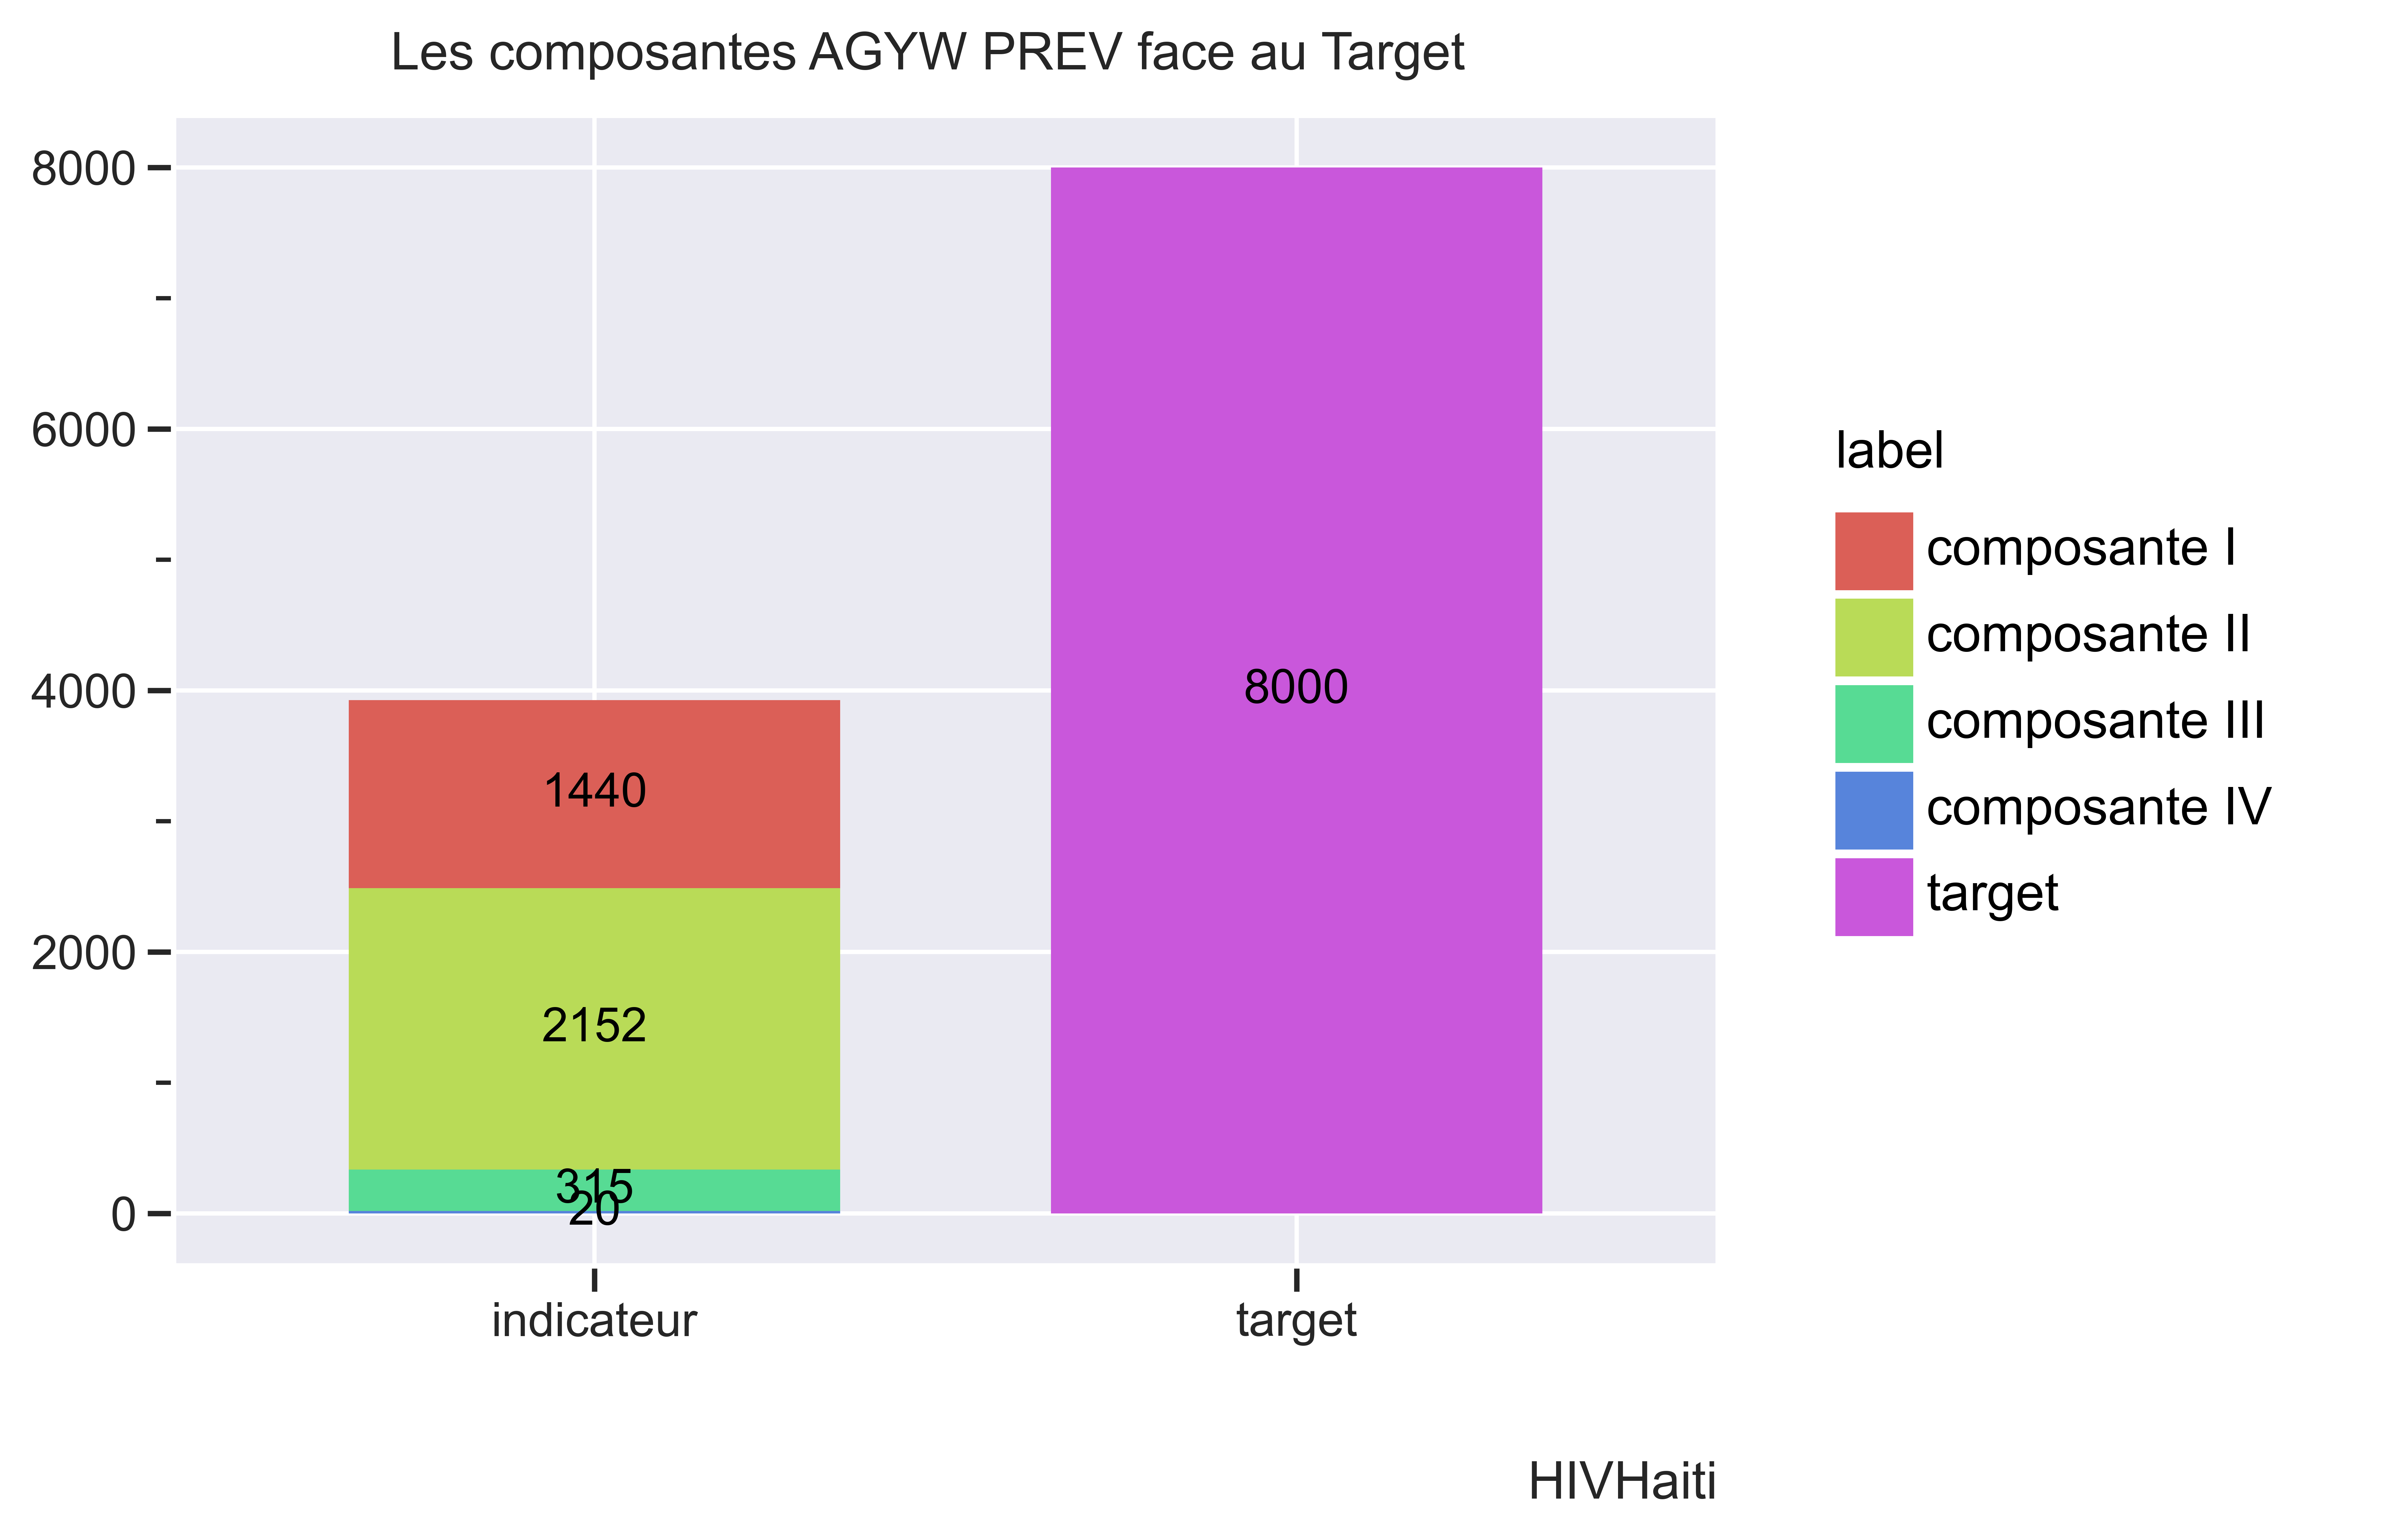 Les composantes AGYW PREV face au Target
8000
6000
4000
2000
0
1440
2152
315
20
8000
indicateur
target
label
composante I
composante II
composante III
composante IV
target
HIVHaiti